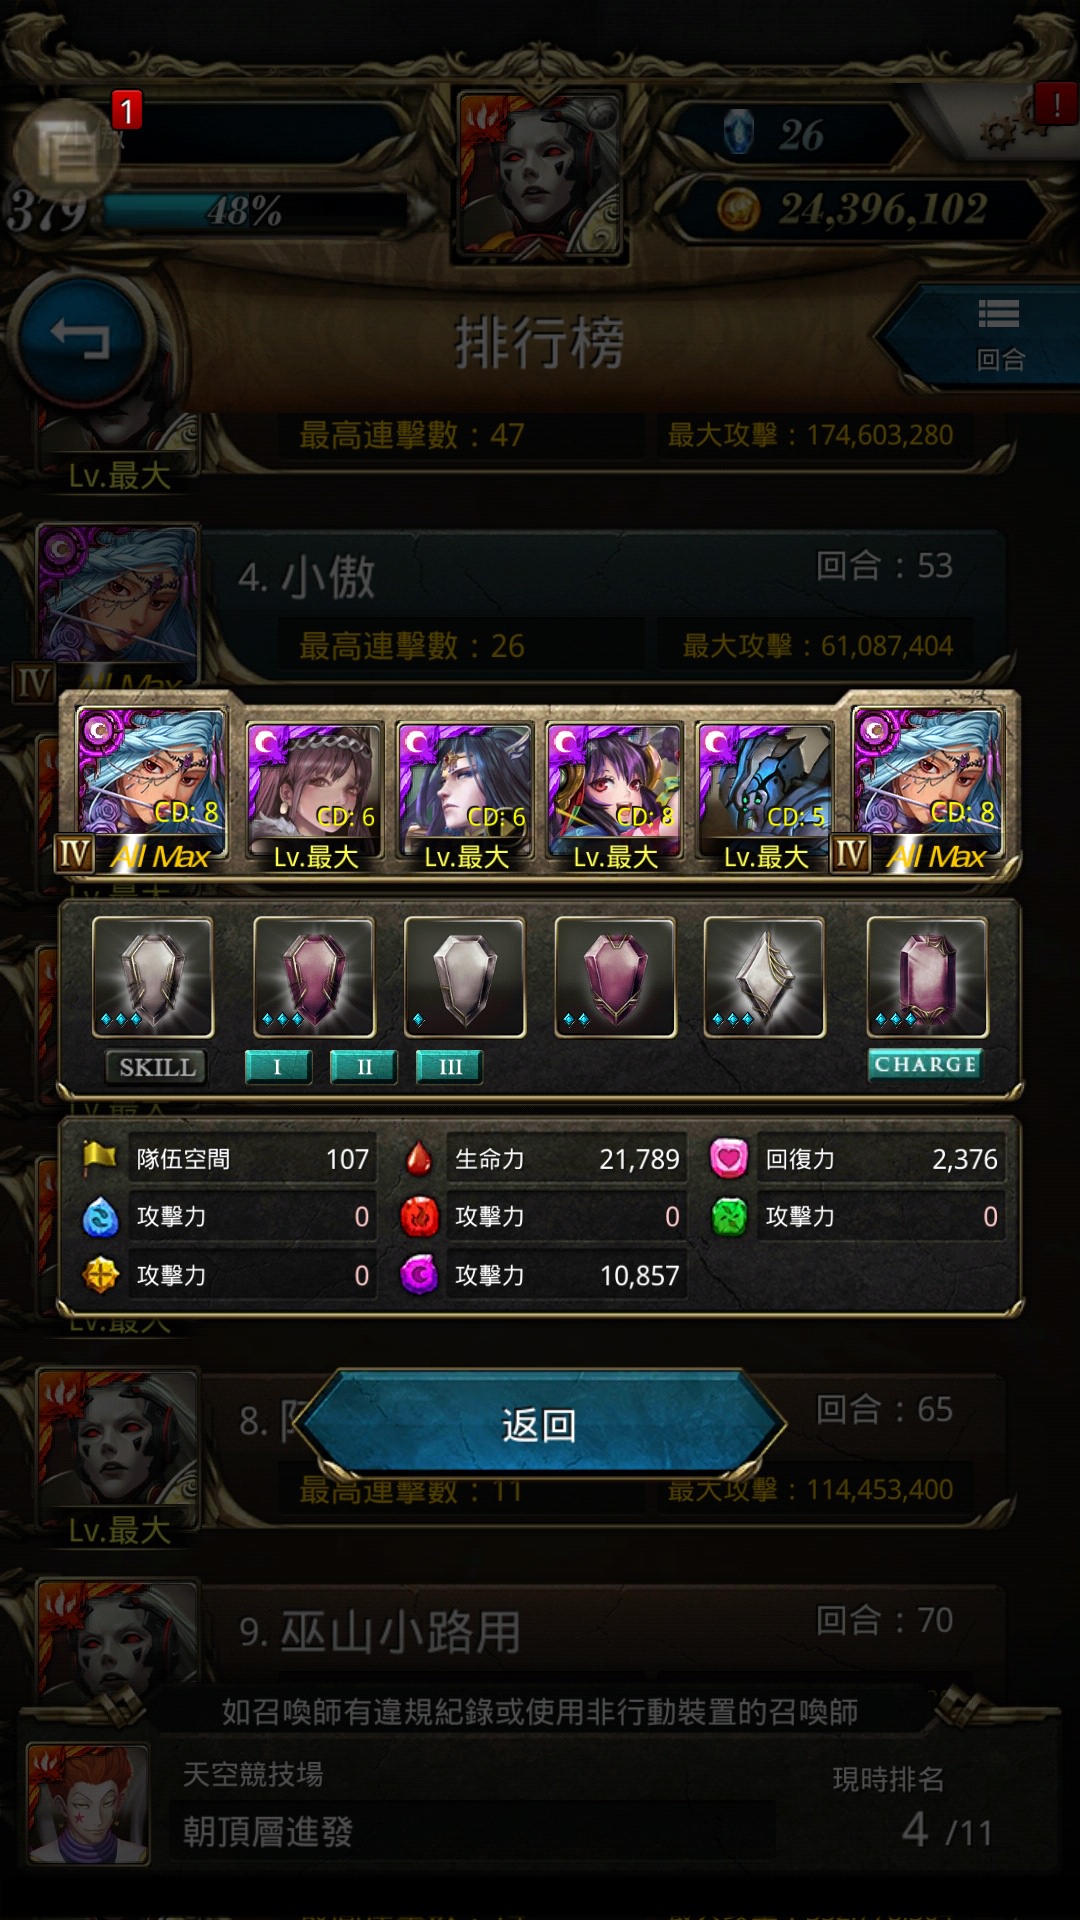 1
!
26
379
48%
24,396,102
排行榜
回合
最高連擊數：47
最大攻擊：174,603,280
Lv.最大
4. 小傲
回合：53
最高連擊數：26
最大攻擊：61,087,404
IV All Max
CD: 8 CD: 6 CD: 6 CD: 8 CD: 5 CD: 8
IV All Max Lv.最大 Lv.最大 Lv.最大 Lv.最大 IV All Max
SKILL I II III CHARGE
隊伍空間 107 生命力 21,789 回復力 2,376
攻擊力 0 攻擊力 0 攻擊力 0
攻擊力 0 攻擊力 10,857
Lv.最大
返回
8.
回合：65
最高連擊數：11
最大攻擊：114,453,400
Lv.最大
9. 巫山小路用
回合：70
如召喚師有違規紀錄或使用非行動裝置的召喚師
天空競技場
現時排名
朝頂層進發
4 /11